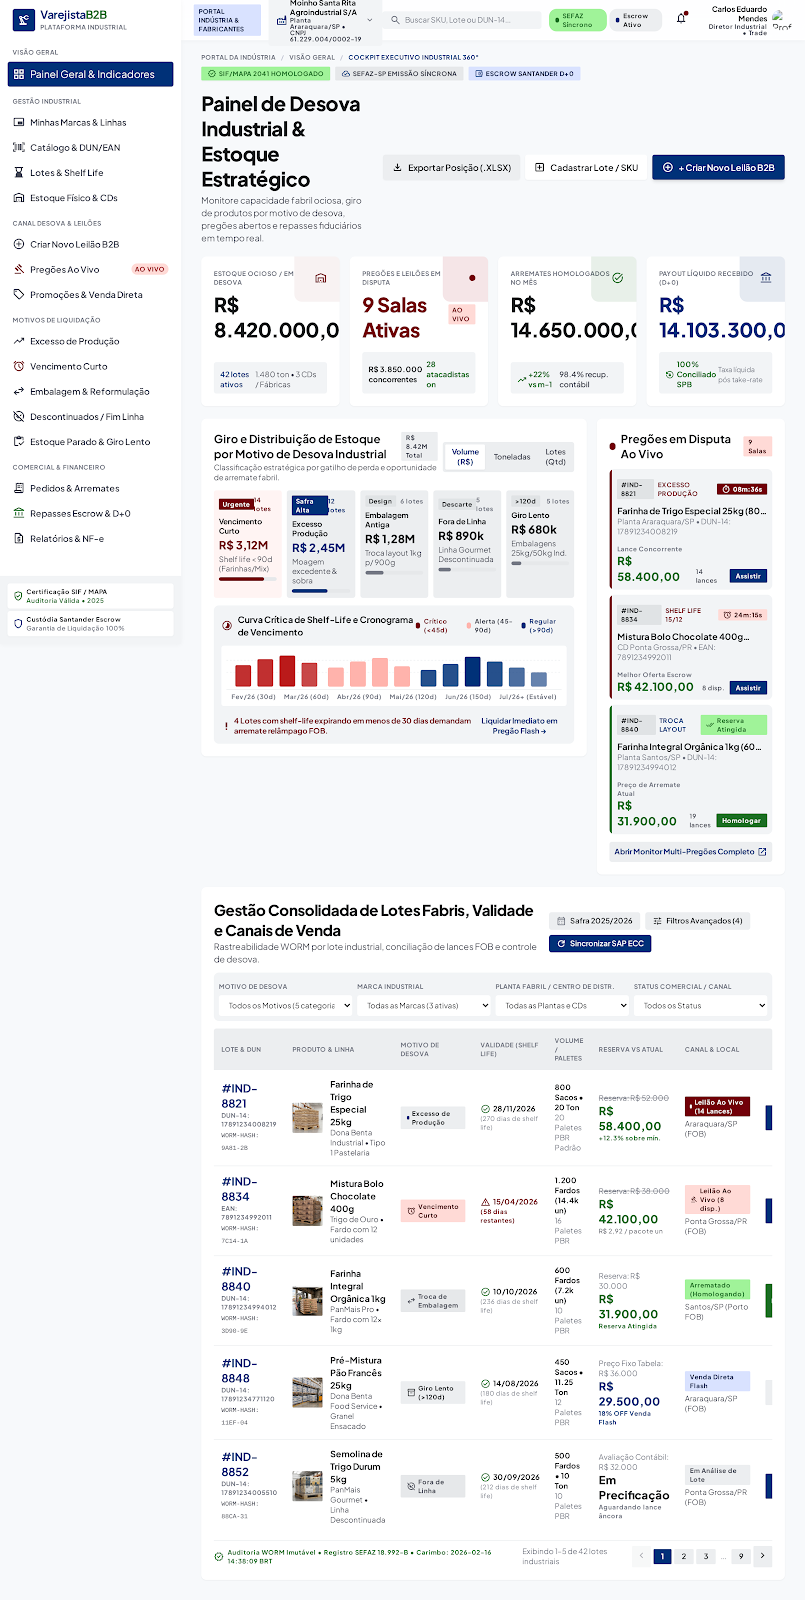 VarejistaB2B
PLATAFORMA INDUSTRIAL
VISÃO GERAL
Painel Geral & Indicadores
GESTÃO INDUSTRIAL
Minhas Marcas & Linhas
Catálogo & DUN/EAN
Lotes & Shelf Life
Estoque Físico & CDs
CANAL DESOVA & LEILÕES
Criar Novo Leilão B2B
Pregões Ao Vivo
AO VIVO
Promoções & Venda Direta
MOTIVOS DE LIQUIDAÇÃO
Excesso de Produção
Vencimento Curto
Embalagem & Reformulação
Descontinuados / Fim Linha
Estoque Parado & Giro Lento
COMERCIAL & FINANCEIRO
Pedidos & Arremates
Repasses Escrow & D+0
Relatórios & NF-e
Certificação SIF / MAPA
Auditoria Válida • 2025
Custódia Santander Escrow
Garantia de Liquidação 100%
PORTAL
INDÚSTRIA &
FABRICANTES
Moinho Santa Rita
Agroindustrial S/A
Planta
Araraquara/SP •
CNPJ
61.229.004/0002-19
Buscar SKU, Lote ou DUN-14...
SEFAZ
Síncrono
Escrow
Ativo
Carlos Eduardo
Mendes
Diretor Industrial
• Trade
PORTAL DA INDÚSTRIA / VISÃO GERAL / COCKPIT EXECUTIVO INDUSTRIAL 360°
SIF/MAPA 2041 HOMOLOGADO
SEFAZ-SP EMISSÃO SÍNCRONA
ESCROW SANTANDER D+0
Painel de Desova
Industrial &
Estoque
Estratégico
Monitore capacidade fabril ociosa, giro
de produtos por motivo de desova,
pregões abertos e repasses fiduciários
em tempo real.
Exportar Posição (.XLSX)
Cadastrar Lote / SKU
+ Criar Novo Leilão B2B
ESTOQUE OCIOSO / EM
DESOVA
R$
8.420.000,0
42 lotes
ativos
1.480 ton • 3 CDs
/ Fábricas
PREGÕES E LEILÕES EM
DISPUTA
9 Salas
Ativas
AO
VIVO
R$ 3.850.000
concorrentes
28
atacadistas
on
ARREMATES HOMOLOGADOS
NO MÊS
R$
14.650.000,0
+22%
vs m-1
98.4% recup.
contábil
PAYOUT LÍQUIDO RECEBIDO
(D+0)
R$
14.103.300,0
100%
Conciliado
SPB
Taxa líquida
pós take-rate
Giro e Distribuição de Estoque
por Motivo de Desova Industrial
R$
8.42M
Total
Classificação estratégica por gatilho de perda e oportunidade
de arremate fabril.
Volume
(R$)
Toneladas
Lotes
(Qtd)
Urgente
14
lotes
Vencimento
Curto
R$ 3,12M
Shelf life < 90d
(Farinhas/Mix)
Safra
Alta
12
lotes
Excesso
Produção
R$ 2,45M
Moagem
excedente &
sobra
Design
6 lotes
Embalagem
Antiga
R$ 1,28M
Troca layout 1kg
p/ 900g
Descarte
5
lotes
Fora de Linha
R$ 890k
Linha Gourmet
Descontinuada
>120d
5 lotes
Giro Lento
R$ 680k
Embalagens
25kg/50kg Ind.
Curva Crítica de Shelf-Life e Cronograma
de Vencimento
Crítico
(<45d)
Alerta (45-
90d)
Regular
(>90d)
Fev/26 (30d)
Mar/26 (60d)
Abr/26 (90d)
Mai/26 (120d)
Jun/26 (150d)
Jul/26+ (Estável)
! 4 Lotes com shelf-life expirando em menos de 30 dias demandam
arremate relâmpago FOB.
Liquidar Imediato em
Pregão Flash →
Pregões em Disputa
Ao Vivo
9
Salas
#IND-
8821
EXCESSO
PRODUÇÃO
08m:36s
Farinha de Trigo Especial 25kg (80...
Planta Araraquara/SP • DUN-14:
17891234008219
Lance Concorrente
R$
58.400,00
14
lances
Assistir
#IND-
8834
SHELF LIFE
15/12
24m:15s
Mistura Bolo Chocolate 400g...
CD Ponta Grossa/PR • EAN:
7891234992011
Melhor Oferta Escrow
R$ 42.100,00
8 disp.
Assistir
#IND-
8840
TROCA
LAYOUT
Reserva
Atingida
Farinha Integral Orgânica 1kg (60...
Planta Santos/SP • DUN-14:
17891234994012
Preço de Arremate
Atual
R$
31.900,00
19
lances
Homologar
Abrir Monitor Multi-Pregões Completo
Gestão Consolidada de Lotes Fabris, Validade
e Canais de Venda
Rastreabilidade WORM por lote industrial, conciliação de lances FOB e controle
de desova.
Safra 2025/2026
Filtros Avançados (4)
Sincronizar SAP ECC
MOTIVO DE DESOVA
Todos os Motivos (5 categoria
MARCA INDUSTRIAL
Todas as Marcas (3 ativas)
PLANTA FABRIL / CENTRO DE DISTR.
Todas as Plantas e CDs
STATUS COMERCIAL / CANAL
Todos os Status
LOTE & DUN
PRODUTO & LINHA
MOTIVO DE
DESOVA
VALIDADE (SHELF
LIFE)
VOLUME
/
PALETES
RESERVA VS ATUAL
CANAL & LOCAL
#IND-
8821
DUN-14:
17891234008219
WORM-HASH:
9A81-2B
Farinha de
Trigo
Especial
25kg
Dona Benta
Industrial • Tipo
1 Pastelaria
Excesso de
Produção
28/11/2026
(270 dias de shelf
life)
800
Sacos •
20 Ton
20
Paletes
PBR
Padrão
Reserva: R$ 52.000
R$
58.400,00
+12.3% sobre mín.
Leilão Ao Vivo
(14 Lances)
Araraquara/SP
(FOB)
#IND-
8834
EAN:
7891234992011
WORM-HASH:
7C14-1A
Mistura Bolo
Chocolate
400g
Trigo de Ouro •
Fardo com 12
unidades
Vencimento
Curto
15/04/2026
(58 dias
restantes)
1.200
Fardos
(14.4k
un)
16
Paletes
PBR
Reserva: R$ 38.000
R$
42.100,00
R$ 2,92 / pacote un
Leilão Ao
Vivo (8
disp.)
Ponta Grossa/PR
(FOB)
#IND-
8840
DUN-14:
17891234994012
WORM-HASH:
3D90-9E
Farinha
Integral
Orgânica 1kg
PanMais Pro •
Fardo com 12x
1kg
Troca de
Embalagem
10/10/2026
(236 dias de shelf
life)
600
Fardos
(7.2k
un)
10
Paletes
PBR
Reserva: R$
30.000
R$
31.900,00
Reserva Atingida
Arrematado
(Homologando)
Santos/SP (Porto
FOB)
#IND-
8848
DUN-14:
17891234771120
WORM-HASH:
11EF-04
Pré-Mistura
Pão Francês
25kg
Dona Benta
Food Service •
Granel
Ensacado
Giro Lento
(>120d)
14/08/2026
(180 dias de shelf
life)
450
Sacos •
11.25
Ton
12
Paletes
PBR
Preço Fixo Tabela:
R$ 36.000
R$
29.500,00
18% OFF Venda
Flash
Venda Direta
Flash
Araraquara/SP
(FOB)
#IND-
8852
DUN-14:
17891234005510
WORM-HASH:
88CA-31
Semolina de
Trigo Durum
5kg
PanMais
Gourmet •
Linha
Descontinuada
Fora de
Linha
30/09/2026
(212 dias de shelf
life)
500
Fardos
• 10
Ton
10
Paletes
PBR
Avaliação Contábil:
R$ 32.000
Em
Precificação
Aguardando lance
âncora
Em Análise de
Lote
Ponta Grossa/PR
(FOB)
Auditoria WORM Imutável • Registro SEFAZ 18.992-B • Carimbo: 2026-02-16
14:38:09 BRT
Exibindo 1-5 de 42 lotes
industriais
‹ 1 2 3 ... 9 ›